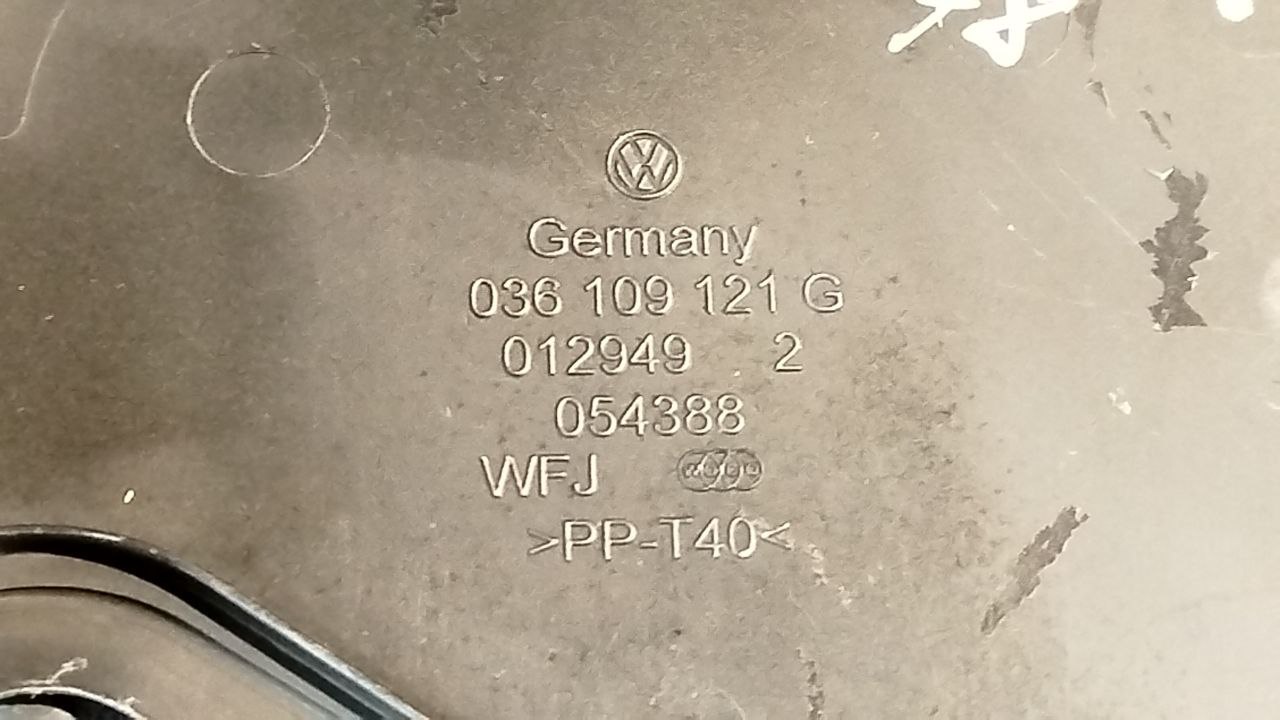 Germany
036 109 121 G
012949 2
054388
WFJ
>PP-T40<